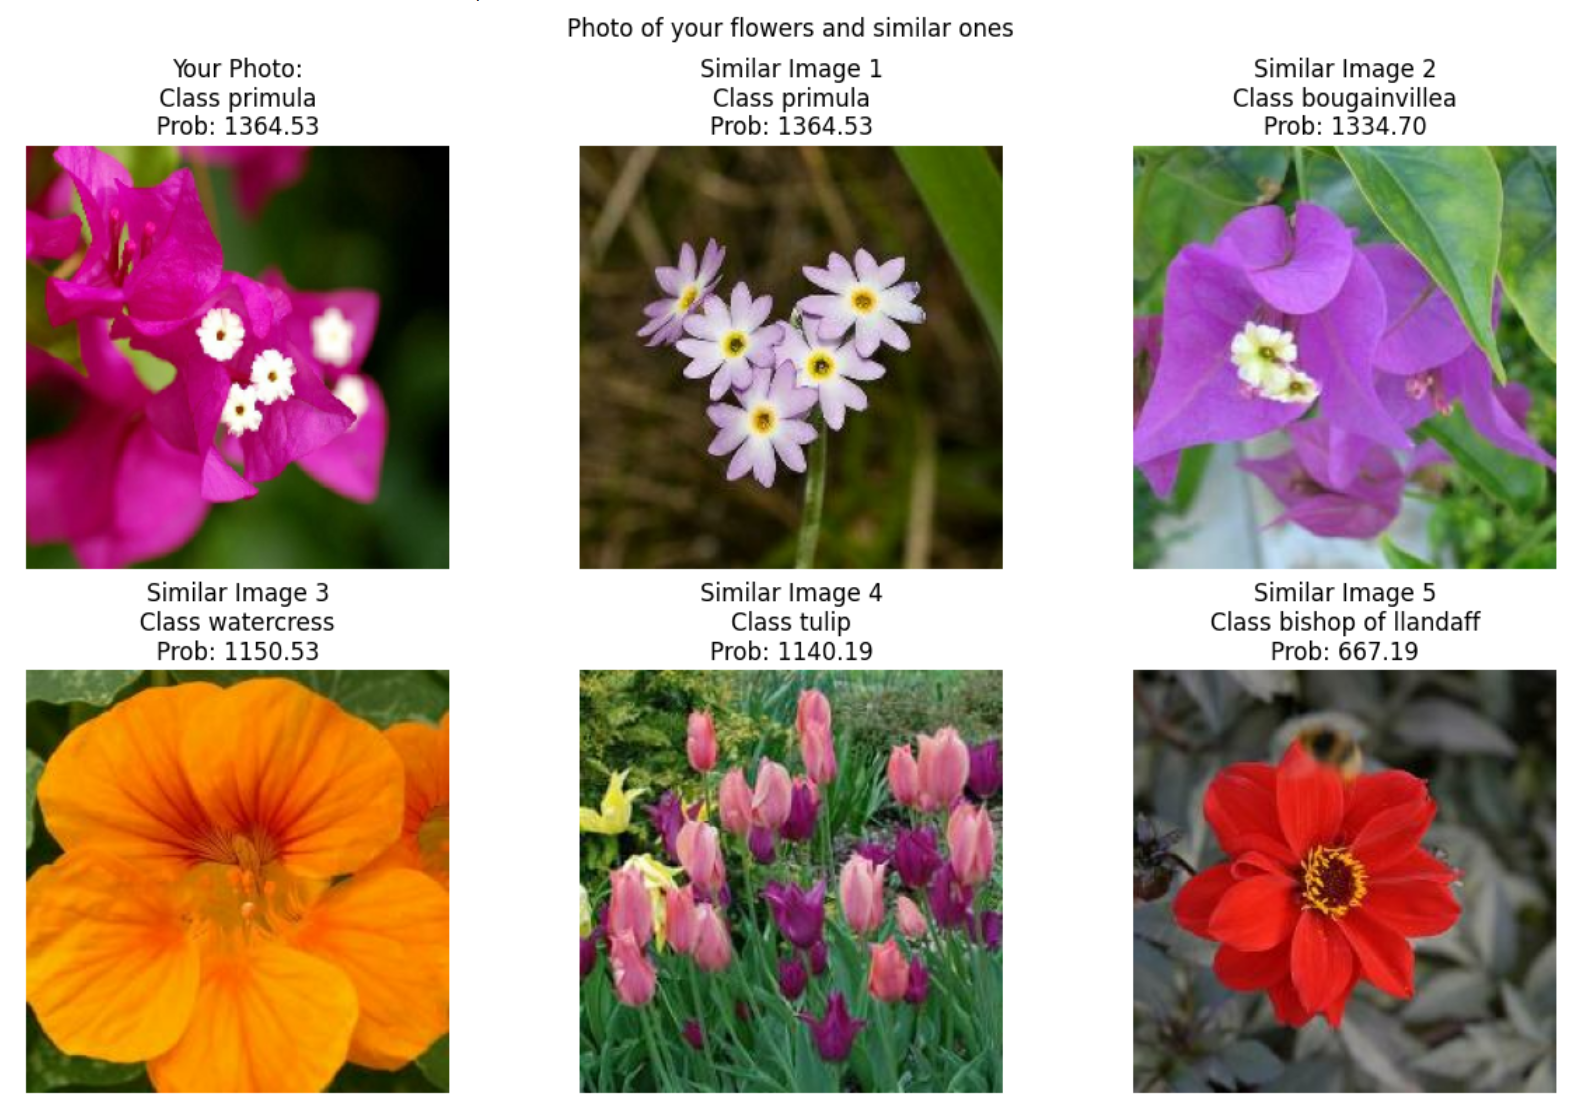 Photo of your flowers and similar ones
Your Photo:
Class primula
Prob: 1364.53
Similar Image 1
Class primula
Prob: 1364.53
Similar Image 2
Class bougainvillea
Prob: 1334.70
Similar Image 3
Class watercress
Prob: 1150.53
Similar Image 4
Class tulip
Prob: 1140.19
Similar Image 5
Class bishop of llandaff
Prob: 667.19